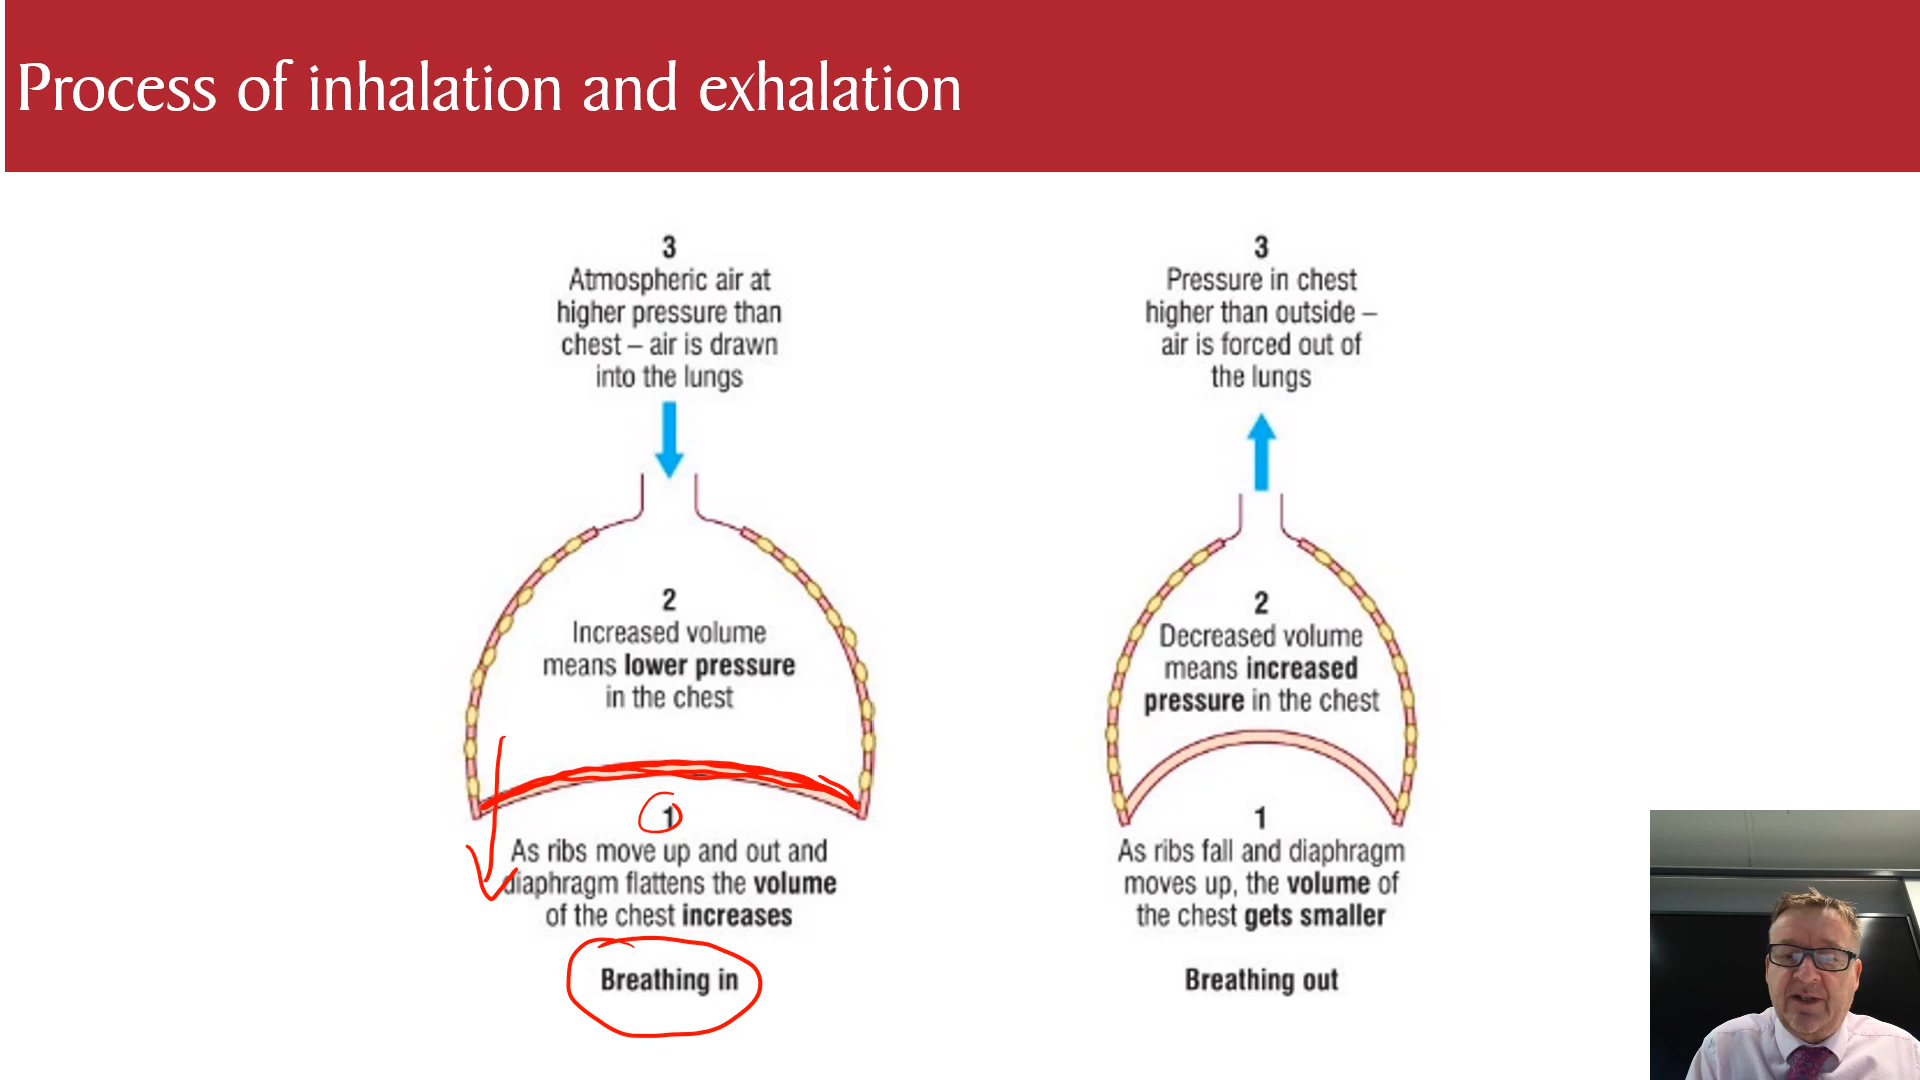 Process of inhalation and exhalation
3
Atmospheric air at
higher pressure than
chest – air is drawn
into the lungs
2
Increased volume
means lower pressure
in the chest
1
As ribs move up and out and
diaphragm flattens the volume
of the chest increases
Breathing in
3
Pressure in chest
higher than outside –
air is forced out of
the lungs
2
Decreased volume
means increased
pressure in the chest
1
As ribs fall and diaphragm
moves up, the volume of
the chest gets smaller
Breathing out